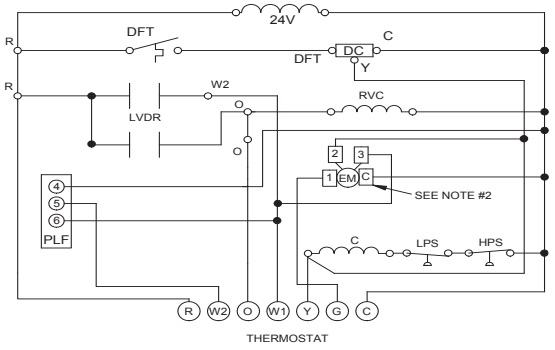 24V
R
DFT
DFT
DC
C
Y
R
W2
LVDR
O
RVC
O
2
3
1
EM
C
SEE NOTE #2
4
5
6
PLF
C
LPS
HPS
R
W2
O
W1
Y
G
C
THERMOSTAT